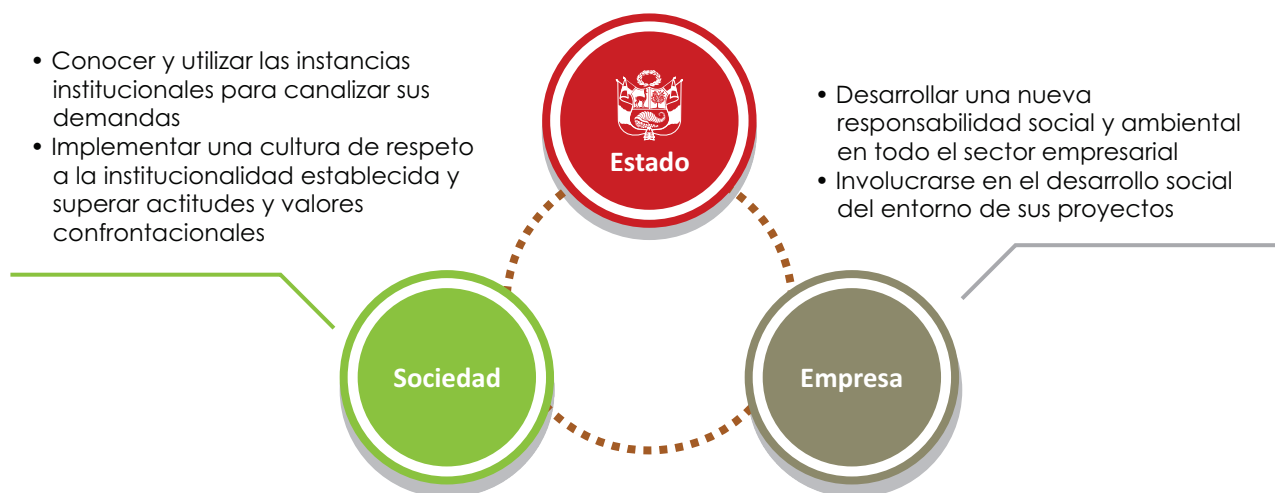 • Conocer y utilizar las instancias
institucionales para canalizar sus
demandas
• Implementar una cultura de respeto
a la institucionalidad establecida y
superar actitudes y valores
confrontacionales
Estado
• Desarrollar una nueva
responsabilidad social y ambiental
en todo el sector empresarial
• Involucrarse en el desarrollo social
del entorno de sus proyectos
Sociedad
Empresa